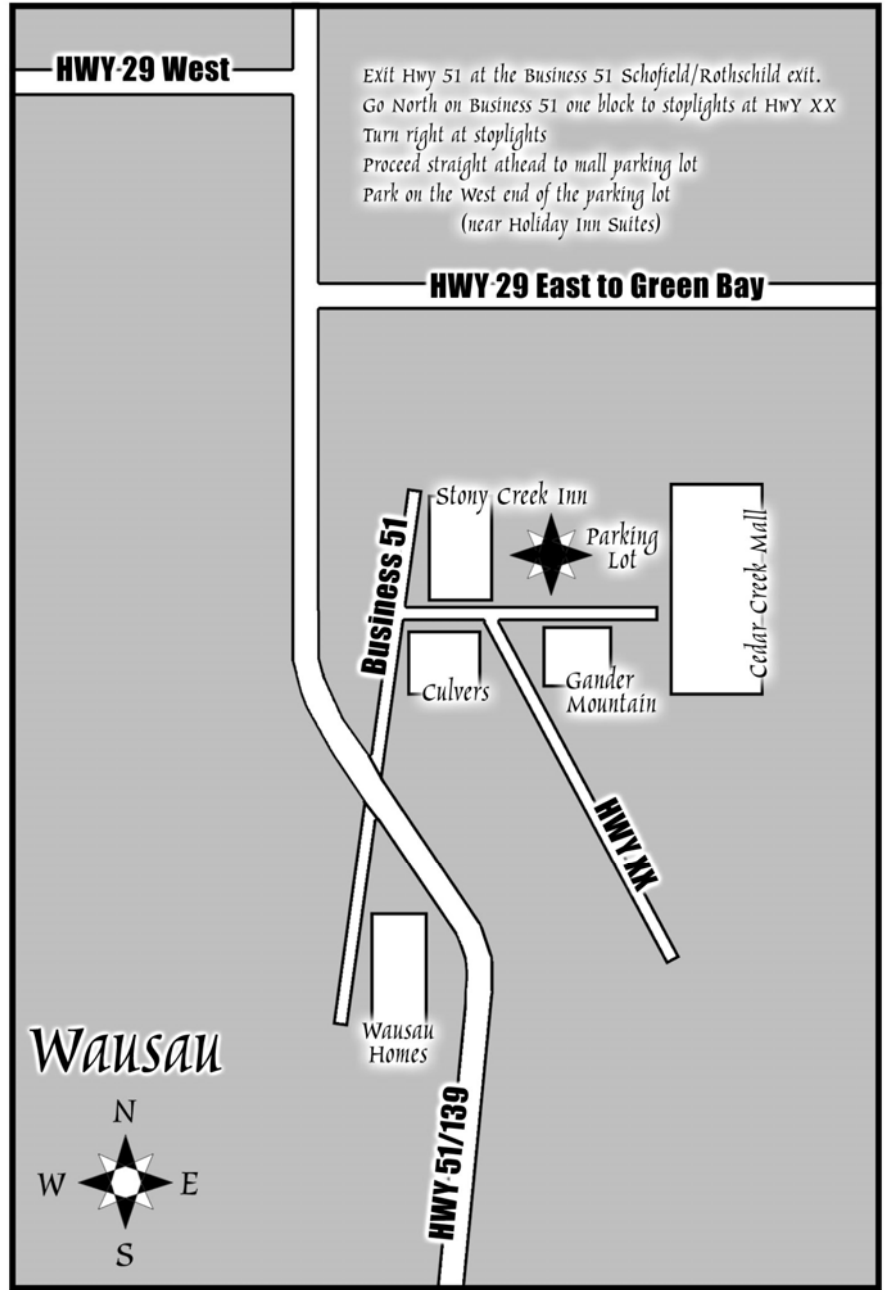 HWY 29 West
Exit Hwy 51 at the Business 51 Schofield/Rothschild exit.
Go North on Business 51 one block to stoplights at HwY XX
Turn right at stoplights
Proceed straight athead to mall parking lot
Park on the West end of the parking lot
(near Holiday Inn Suites)
HWY 29 East to Green Bay
Stony Creek Inn
Business 51
Parking
Lot
Cedar Creek Mall
Culvers
Gander
Mountain
HWY XX
Wausau
Homes
HWY 51/139
Wausau
N
W E
S